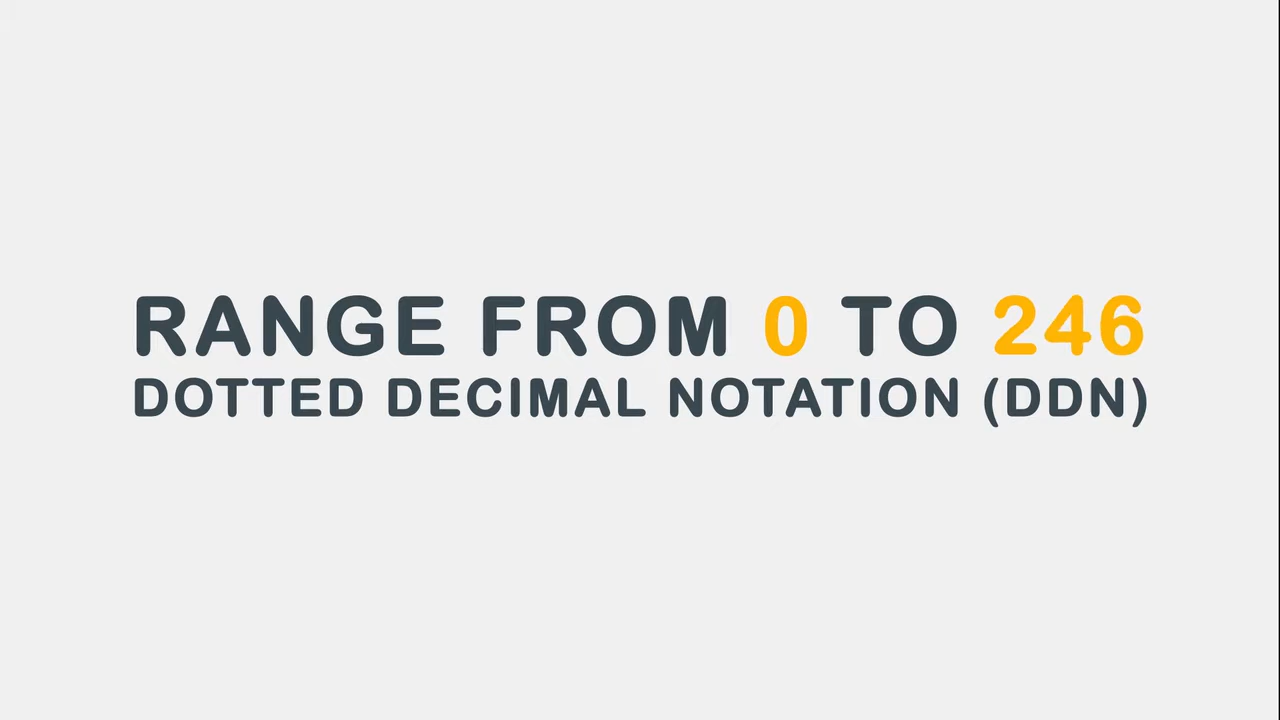 RANGE FROM 0 TO 246
DOTTED DECIMAL NOTATION (DDN)